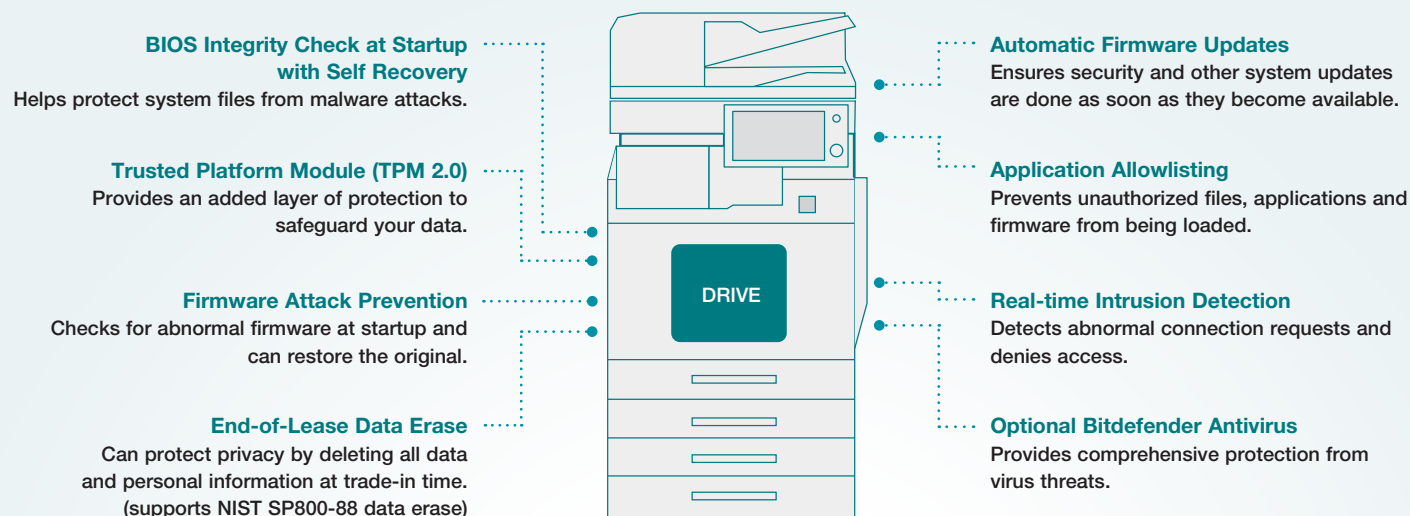 BIOS Integrity Check at Startup
with Self Recovery
Helps protect system files from malware attacks.
Trusted Platform Module (TPM 2.0)
Provides an added layer of protection to
safeguard your data.
Firmware Attack Prevention
Checks for abnormal firmware at startup and
can restore the original.
End-of-Lease Data Erase
Can protect privacy by deleting all data
and personal information at trade-in time.
(supports NIST SP800-88 data erase)
DRIVE
Automatic Firmware Updates
Ensures security and other system updates
are done as soon as they become available.
Application Allowlisting
Prevents unauthorized files, applications and
firmware from being loaded.
Real-time Intrusion Detection
Detects abnormal connection requests and
denies access.
Optional Bitdefender Antivirus
Provides comprehensive protection from
virus threats.